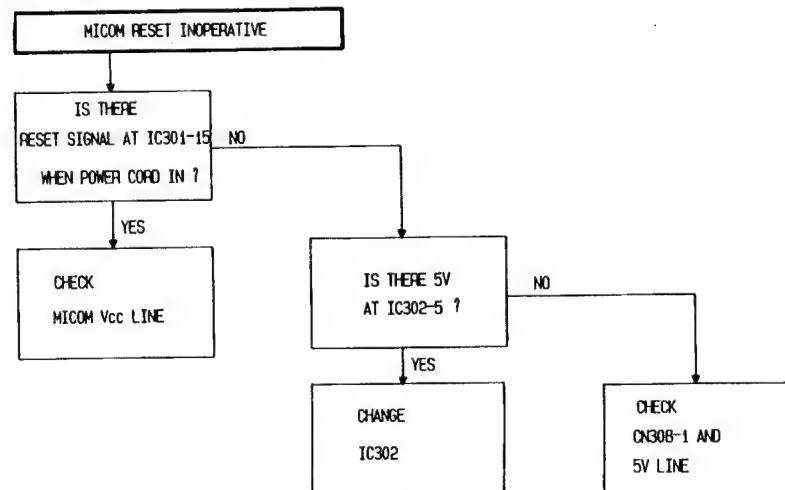 MICOM RESET INOPERATIVE
IS THERE
RESET SIGNAL AT IC301-15
WHEN POWER CORD IN ?
NO
YES
CHECK
MICOM Vcc LINE
IS THERE 5V
AT IC302-5 ?
NO
YES
CHANGE
IC302
CHECK
CN308-1 AND
5V LINE